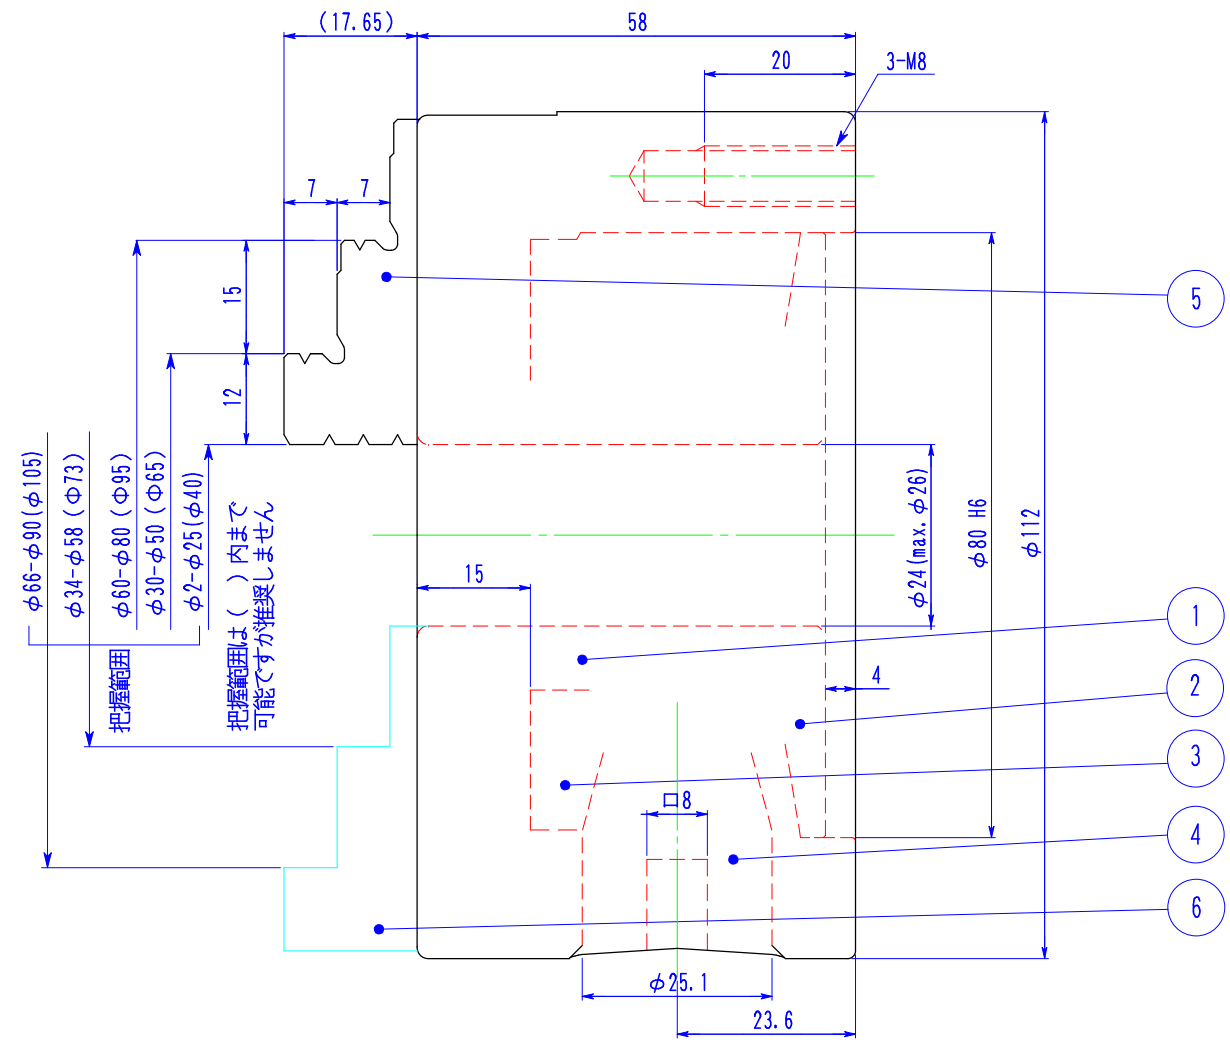 (17.65)
58
20
3-M8
7
7
15
12
5
φ66-φ90(φ105)
φ34-φ58(Φ73)
φ60-φ80(Φ95)
φ30-φ50(Φ65)
φ2-φ25(φ40)
把握範囲
把握範囲は( )内まで
可能ですが推奨しません
15
φ24(max. φ26)
φ80 H6
φ112
1
4
2
3
口8
4
6
φ25.1
23.6